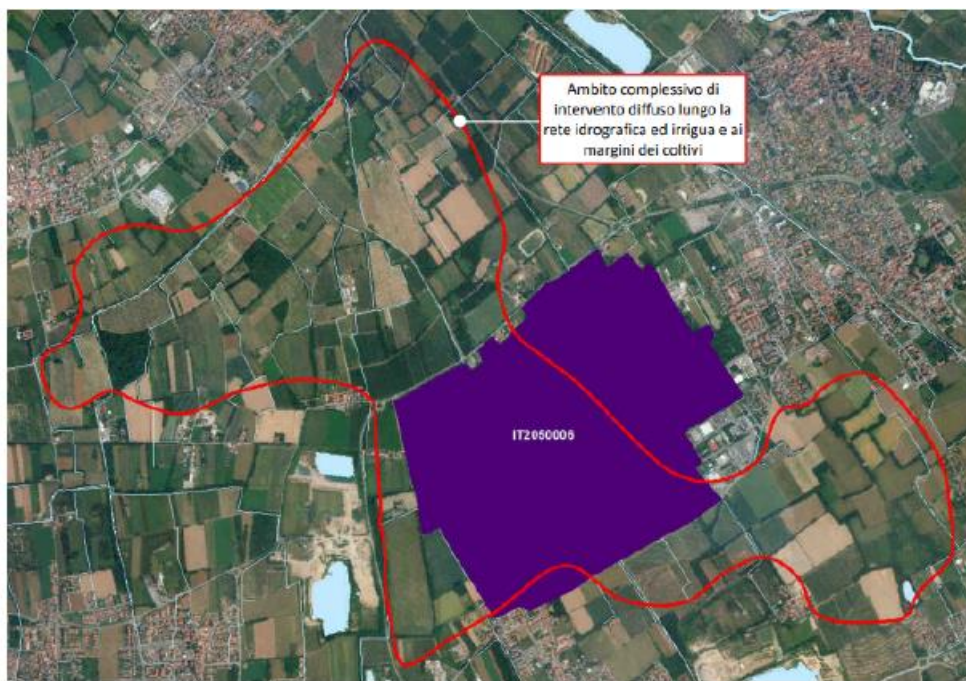 Ambito complessivo di
intervento diffuso lungo la
rete idrografica ed irrigua e ai
margini dei coltivi
IT2050006